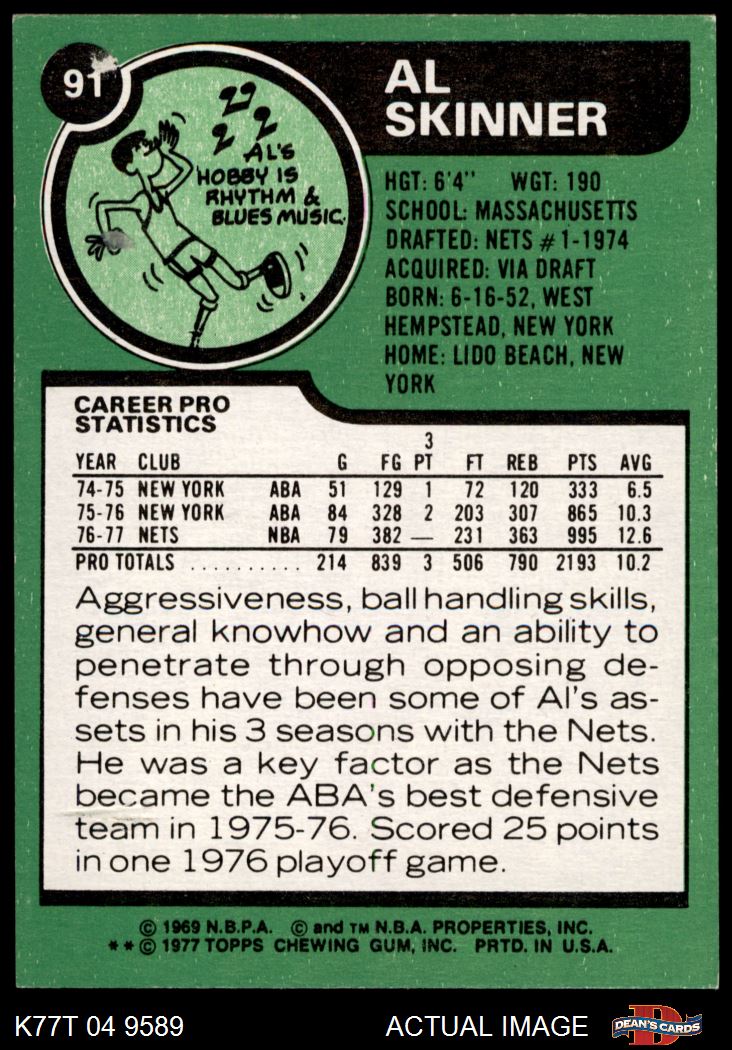 91
AL
SKINNER
AL'S
HOBBY IS
RHYTHM &
BLUES MUSIC.
HGT: 6'4" WGT: 190
SCHOOL: MASSACHUSETTS
DRAFTED: NETS #1-1974
ACQUIRED: VIA DRAFT
BORN: 6-16-52, WEST
HEMPSTEAD, NEW YORK
HOME: LIDO BEACH, NEW
YORK
CAREER PRO
STATISTICS
YEAR CLUB G FG 3 PT FT REB PTS AVG
74-75 NEW YORK ABA 51 129 1 72 120 333 6.5
75-76 NEW YORK ABA 84 328 2 203 307 865 10.3
76-77 NETS NBA 79 382 — 231 363 995 12.6
PRO TOTALS .......... 214 839 3 506 790 2193 10.2
Aggressiveness, ball handling skills,
general knowhow and an ability to
penetrate through opposing de-
fenses have been some of Al's as-
sets in his 3 seasons with the Nets.
He was a key factor as the Nets
became the ABA's best defensive
team in 1975-76. Scored 25 points
in one 1976 playoff game.
© 1969 N.B.P.A. © and TM N.B.A. PROPERTIES, INC.
**© 1977 TOPPS CHEWING GUM, INC. PRTD. IN U.S.A.
K77T 04 9589 ACTUAL IMAGE DEAN'S CARDS